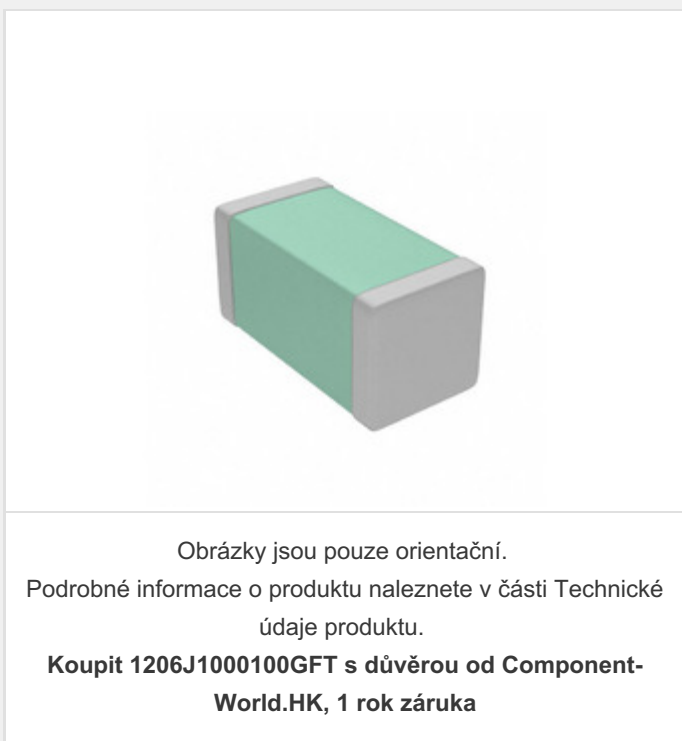 Obrázky jsou pouze orientační.
Podrobné informace o produktu naleznete v části Technické
údaje produktu.
Koupit 1206J1000100GFT s důvěrou od Component-
World.HK, 1 rok záruka